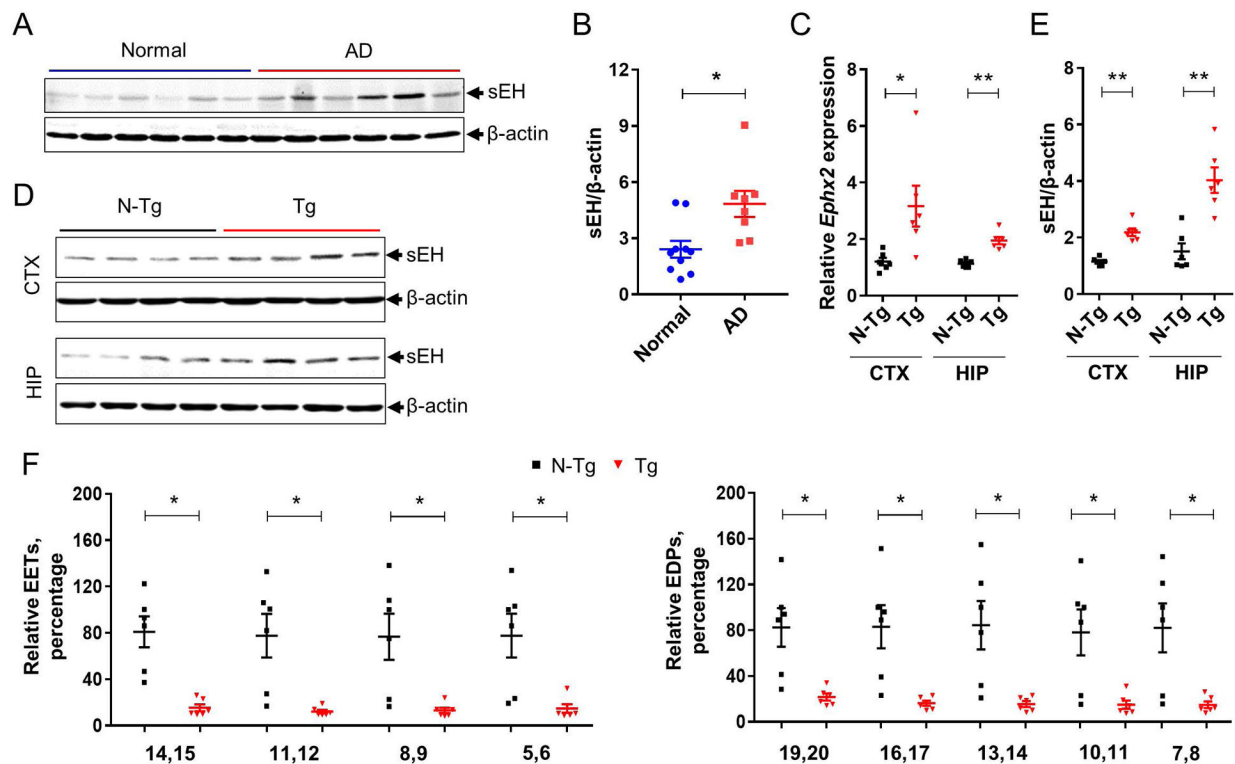 A
Normal
AD
sEH
β-actin
B
sEH/β-actin
12
9
6
3
0
*
Normal
AD
C
Relative Ephx2 expression
8
6
4
2
0
*
**
N-Tg
Tg
N-Tg
Tg
CTX
HIP
E
sEH/β-actin
8
6
4
2
0
**
**
N-Tg
Tg
N-Tg
Tg
CTX
HIP
D
N-Tg
Tg
CTX
sEH
β-actin
HIP
sEH
β-actin
F
N-Tg
Tg
Relative EETs,
percentage
200
160
120
80
40
0
*
*
*
*
14,15
11,12
8,9
5,6
Relative EDPs,
percentage
200
160
120
80
40
0
*
*
*
*
*
19,20
16,17
13,14
10,11
7,8